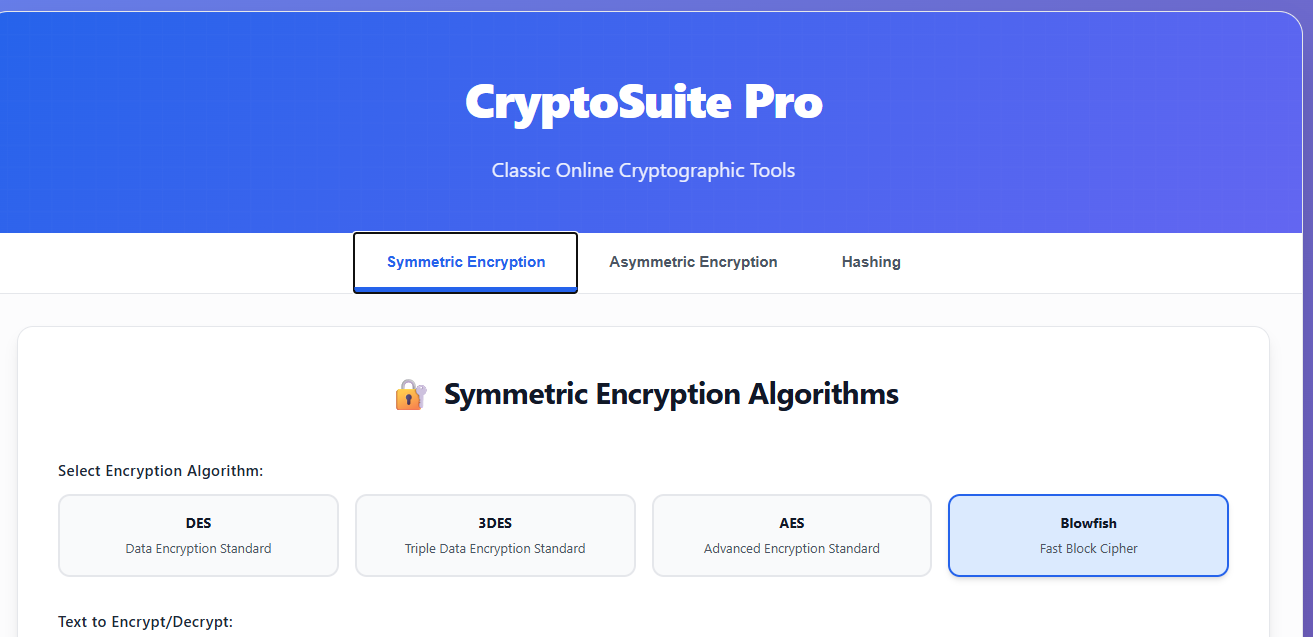 CryptoSuite Pro
Classic Online Cryptographic Tools
Symmetric Encryption
Asymmetric Encryption
Hashing
Symmetric Encryption Algorithms
Select Encryption Algorithm:
DES
Data Encryption Standard
3DES
Triple Data Encryption Standard
AES
Advanced Encryption Standard
Blowfish
Fast Block Cipher
Text to Encrypt/Decrypt: